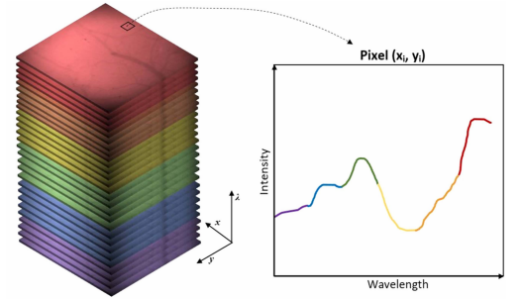 Pixel (xᵢ, yᵢ)
Intensity
λ
x
y
Wavelength